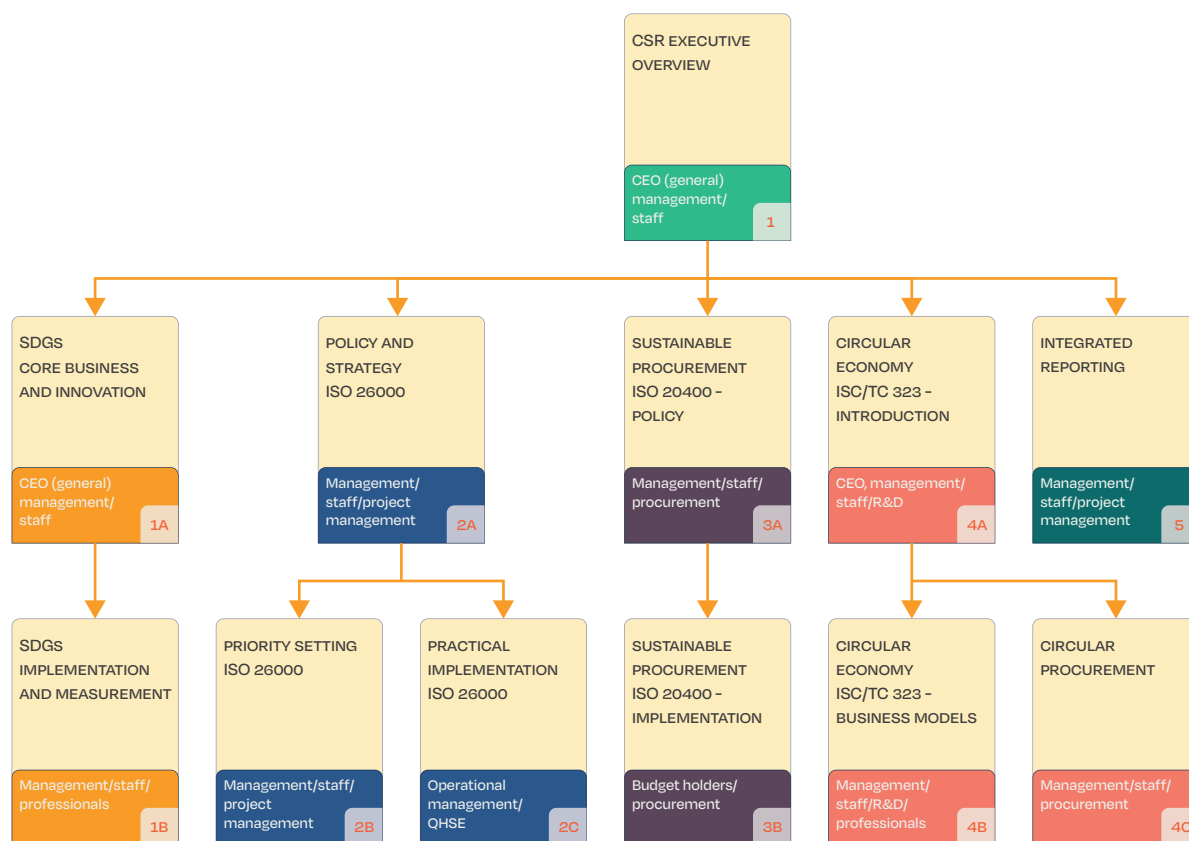 CSR EXECUTIVE
OVERVIEW
CEO (general)
management/
staff
1
SDGS
CORE BUSINESS
AND INNOVATION
CEO (general)
management/
staff
1A
POLICY AND
STRATEGY
ISO 26000
Management/
staff/project
management
2A
SUSTAINABLE
PROCUREMENT
ISO 20400 –
POLICY
Management/staff/
procurement
3A
CIRCULAR
ECONOMY
ISC/TC 323 –
INTRODUCTION
CEO, management/
staff/R&D
4A
INTEGRATED
REPORTING
Management/
staff/project
management
5
SDGS
IMPLEMENTATION
AND MEASUREMENT
Management/staff/
professionals
1B
PRIORITY SETTING
ISO 26000
Management/staff/
project
management
2B
PRACTICAL
IMPLEMENTATION
ISO 26000
Operational
management/
QHSE
2C
SUSTAINABLE
PROCUREMENT
ISO 20400 –
IMPLEMENTATION
Budget holders/
procurement
3B
CIRCULAR
ECONOMY
ISC/TC 323 –
BUSINESS MODELS
Management/
staff/R&D/
professionals
4B
CIRCULAR
PROCUREMENT
Management/staff/
procurement
4C